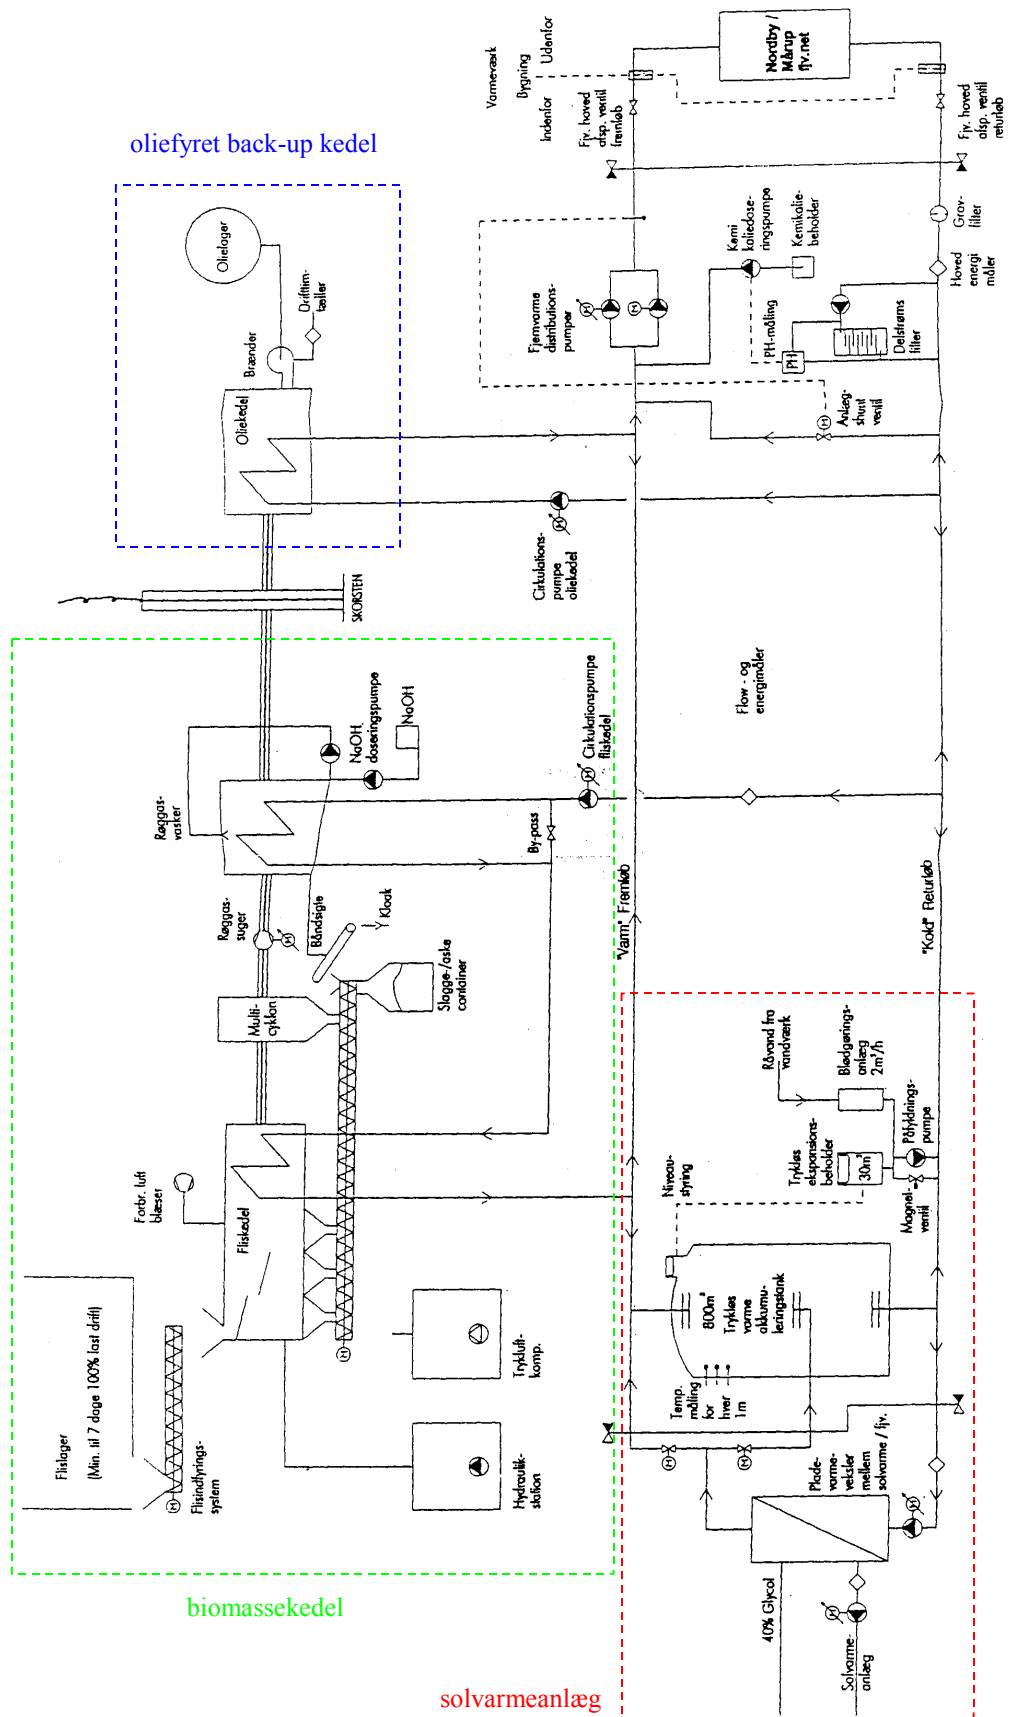 oliefyret back-up kedel
Olielager
Drifttim-
tæller
Brænder
Oliekedel
SKORSTEN
Cirkulations-
pumpe
oliekedel
Varmeværk
Bygning
Indenfor
Udenfor
Fjv. hoved
afsp. ventil
fremløb
Nordby /
Mårup
fjv.net
Fjv. hoved
afsp. ventil
returløb
Grov-
filter
Hoved
energi
måler
Kemi
kaliedose-
ringspumpe
Kemikalie-
beholder
PH-måling
PH
Delstrøms
filter
Fjernvarme
distributions-
pumper
M
M
Anlæg-
shunt
ventil
M
M
Røggas-
vasker
NaOH
doseringspumpe
NaOH
Cirkulationspumpe
fliskedel
M
By-pass
Flow - og
energimåler
Røggas-
suger
M
Båndsigte
Kloak
Multi-
cyklon
Slagge-/aske
container
"Varm" Fremløb
"Kold" Returløb
Forbr. luft
blæser
Fliskedel
Flislager
(Min. til 7 dage 100% last drift)
Flisindfyrings-
system
M
M
Trykluft-
komp.
Hydraulik-
station
biomassekedel
Råvand fra
vandværk
Blødgørings-
anlæg
2m³/h
Trykløs
ekspansions-
beholder
30m³
Påfyldnings-
pumpe
Magnet-
ventil
Niveau-
styring
800m³
Trykløs
varme
akkumu-
leringstank
Temp.
måling
for
hver
1m
M
M
Plade-
varme-
veksler
mellem
solvarme / fjv.
M
40% Glycol
M
Solvarme-
anlæg
solvarmeanlæg